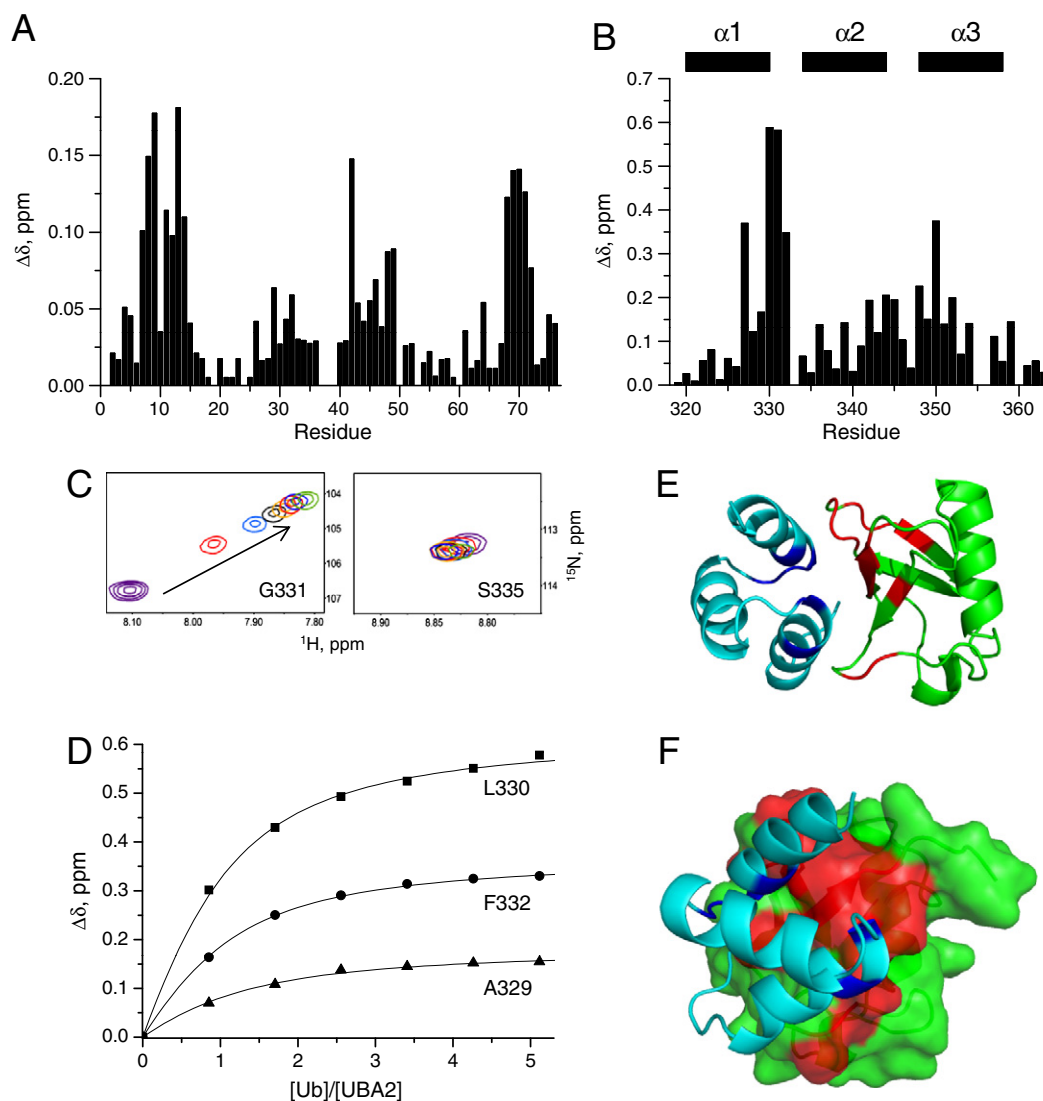 A
0.20
0.15
0.10
0.05
0.00
Δδ, ppm
0 10 20 30 40 50 60 70
Residue
B
α1 α2 α3
0.7
0.6
0.5
0.4
0.3
0.2
0.1
0.0
Δδ, ppm
320 330 340 350 360
Residue
C
104
105
106
107
G331
8.10 8.00 7.90 7.80
113
114
15N, ppm
S335
8.85 8.80
1H, ppm
E
D
0.6
0.5
0.4
0.3
0.2
0.1
0.0
Δδ, ppm
L330
F332
A329
0 1 2 3 4 5
[Ub]/[UBA2]
F